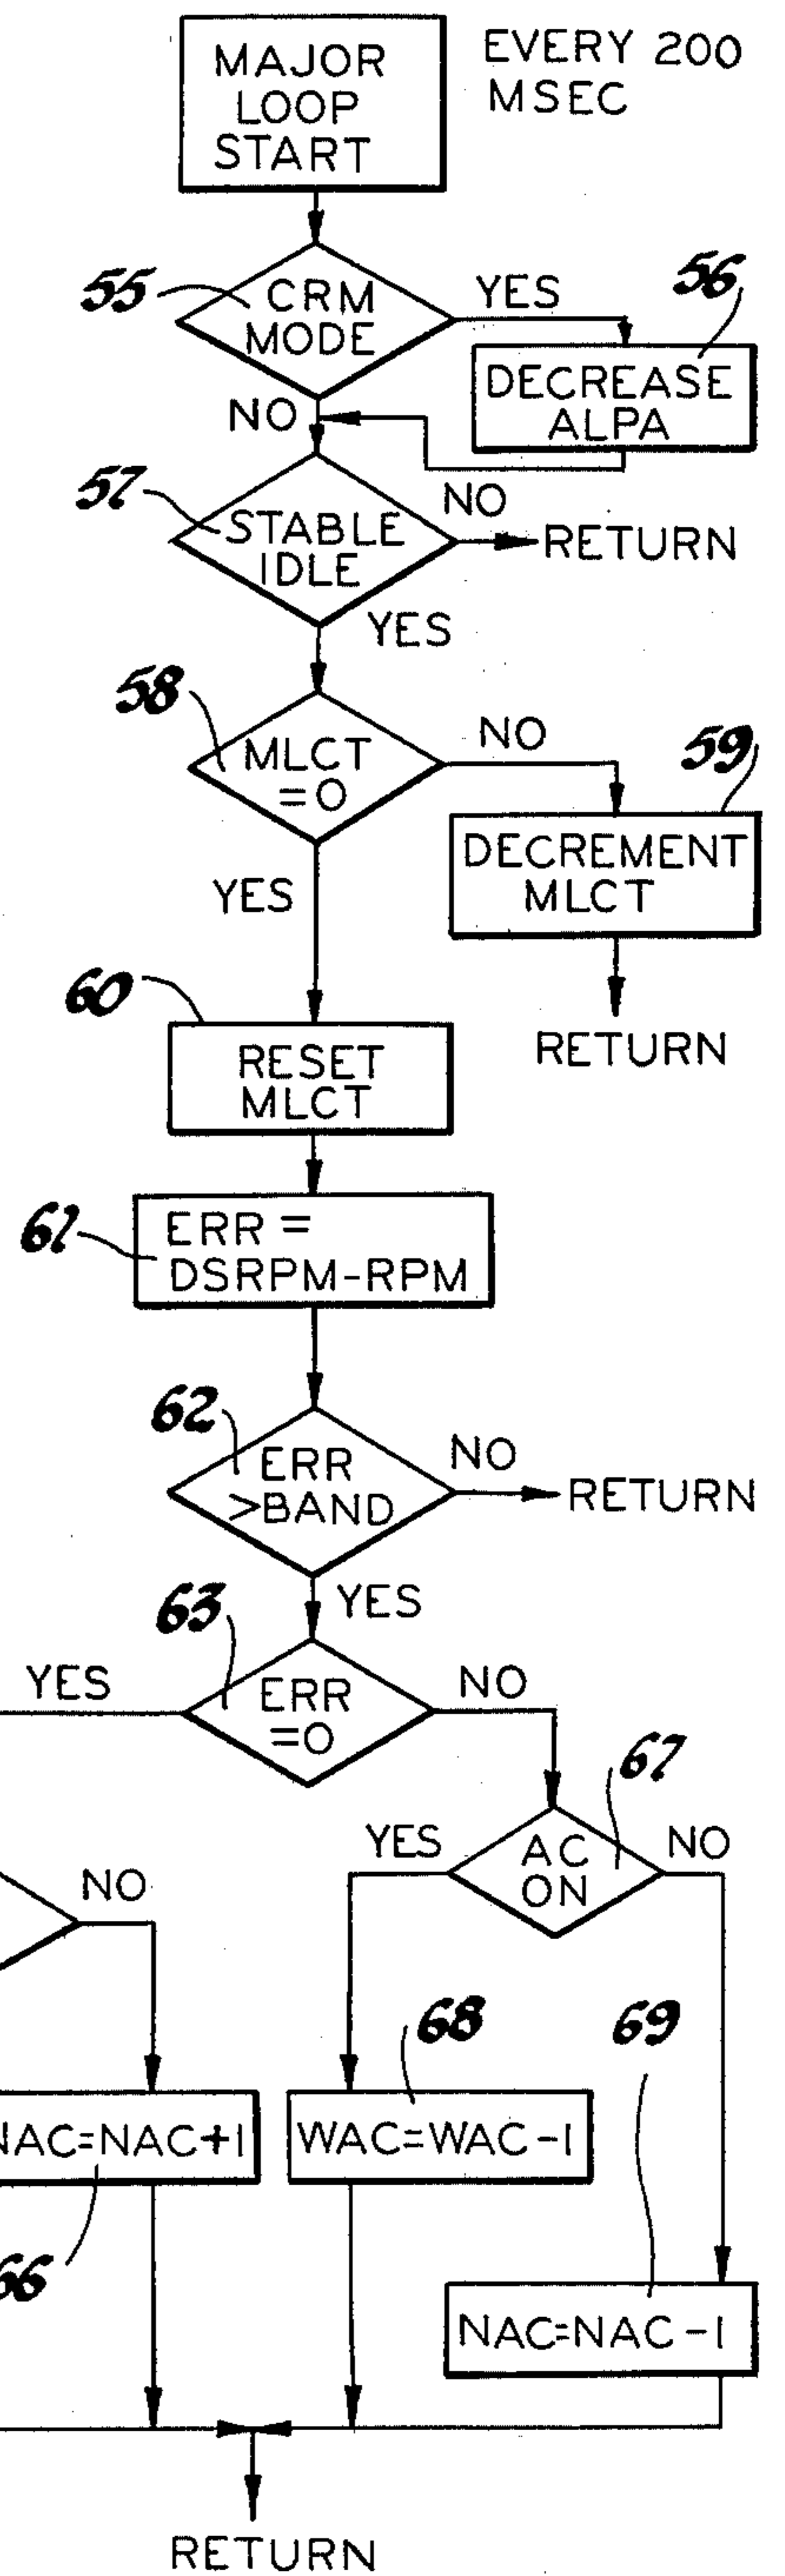 MAJOR
LOOP
START
EVERY 200
MSEC
55
CRM
MODE
YES
56
DECREASE
ALPA
NO
57
STABLE
IDLE
NO
RETURN
YES
58
MLCT
=0
NO
59
DECREMENT
MLCT
YES
RETURN
60
RESET
MLCT
61
ERR =
DSRPM-RPM
62
ERR
>BAND
NO
RETURN
YES
63
YES
ERR
=0
NO
67
YES
AC
ON
NO
NO
68
69
NAC=NAC+1
WAC=WAC-1
66
NAC=NAC-1
RETURN